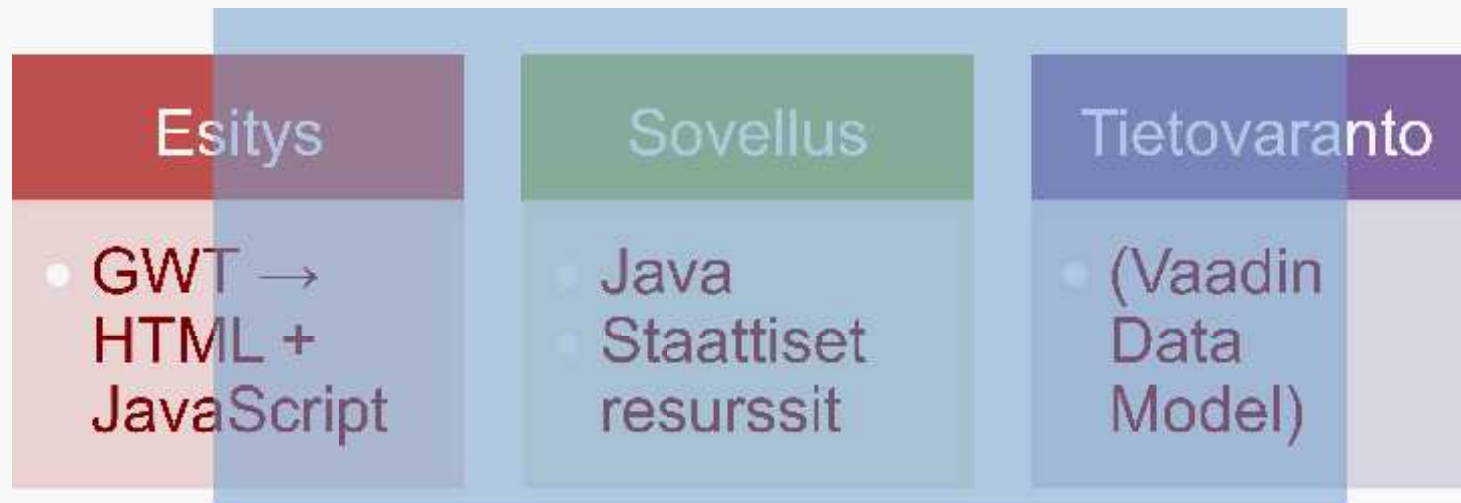 Esitys
GWT →
HTML +
JavaScript
Sovellus
Java
Staattiset
resurssit
Tietovaranto
(Vaadin
Data
Model)